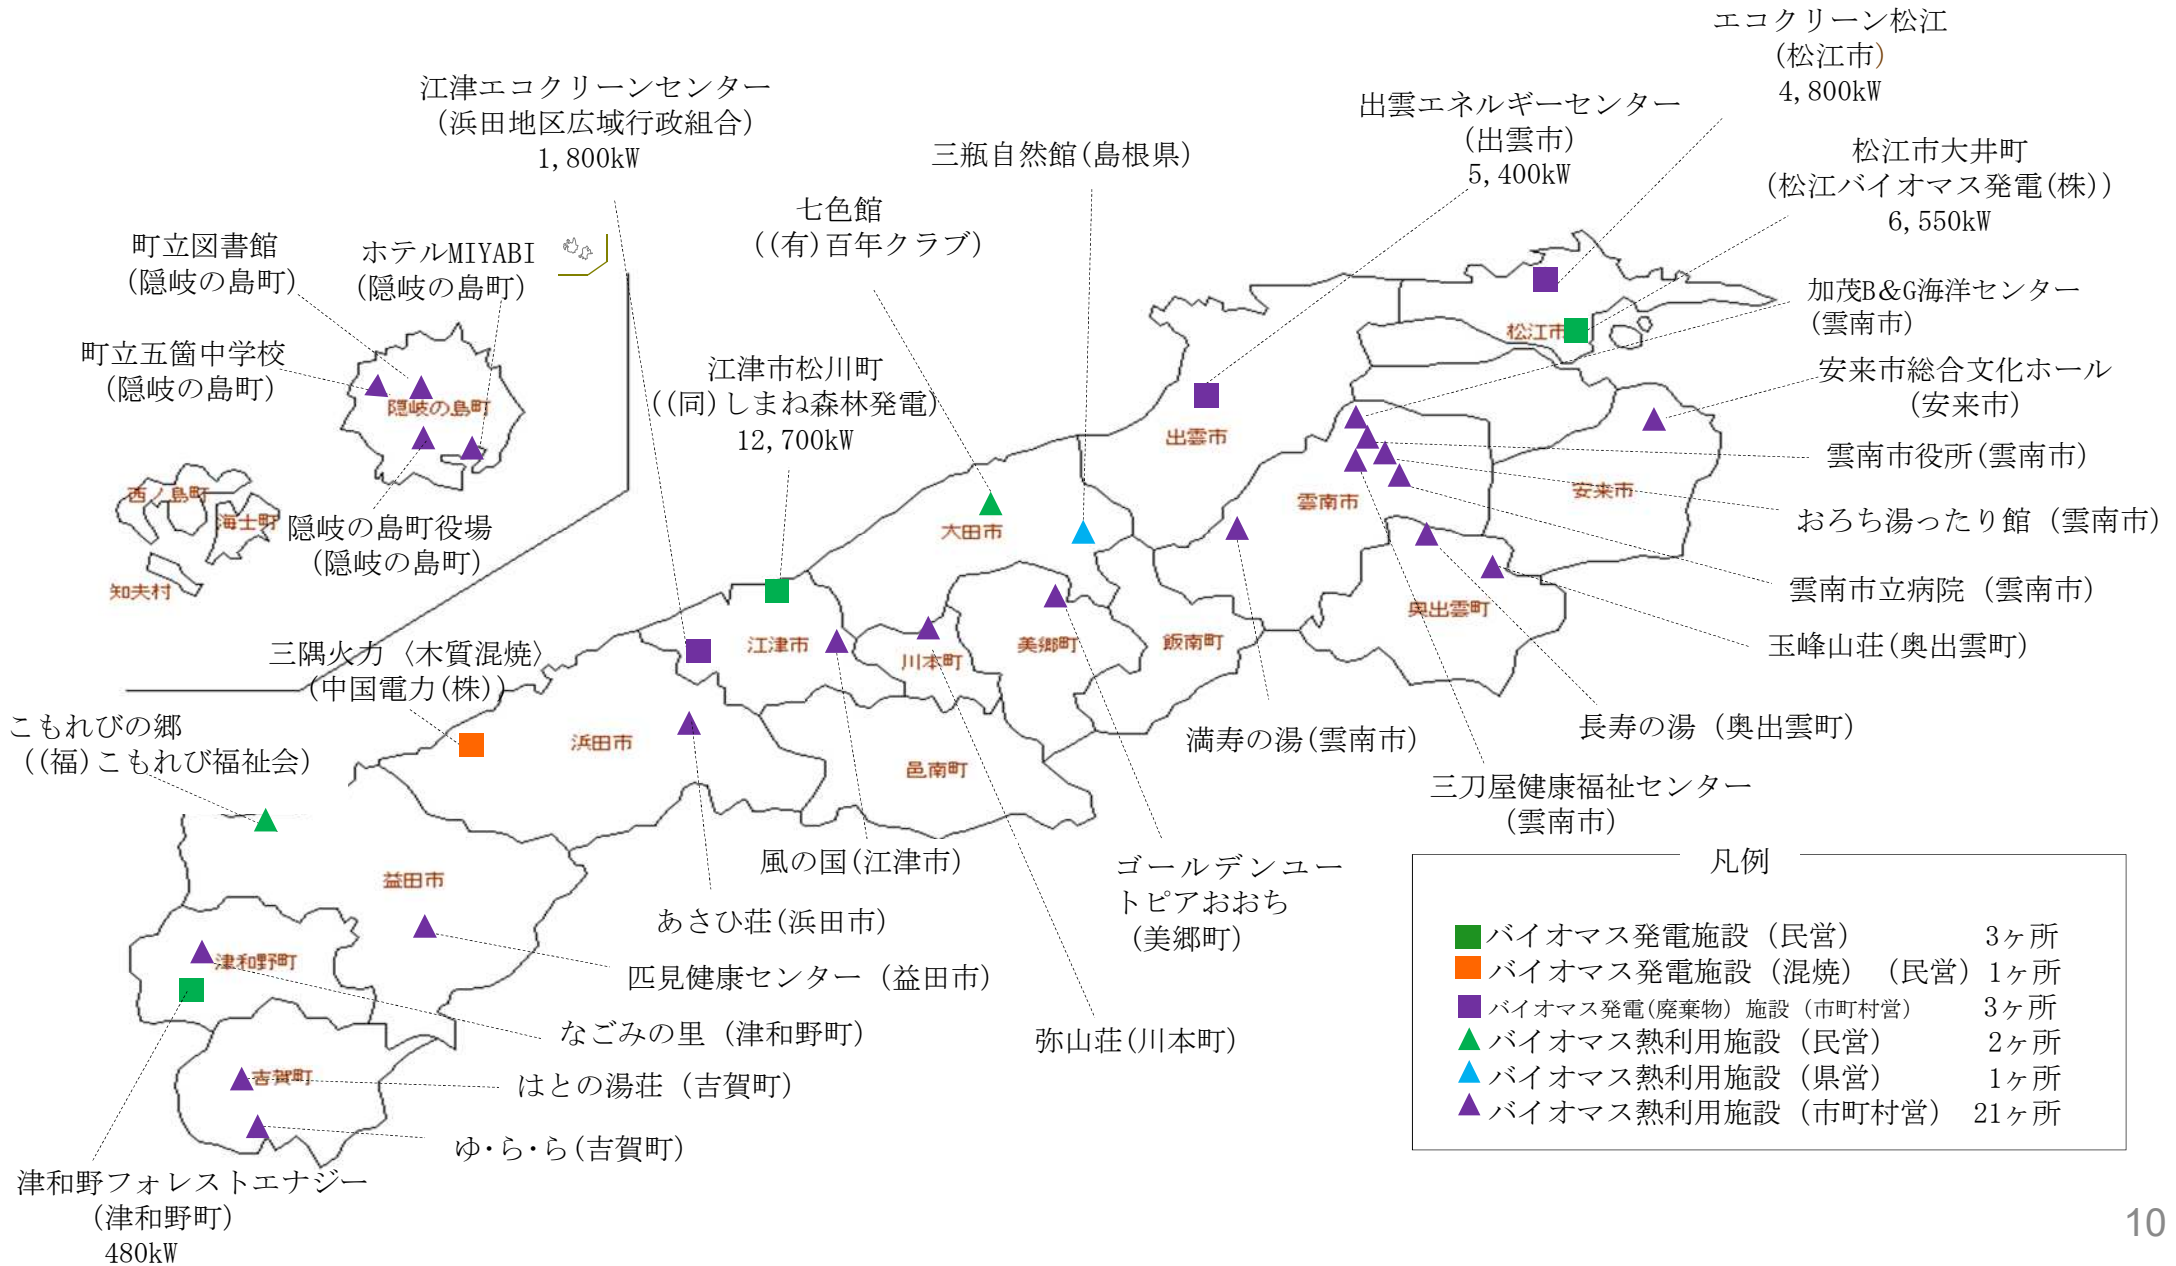 エコクリーン松江
(松江市)
4,800kW
江津エコクリーンセンター
(浜田地区広域行政組合)
1,800kW
出雲エネルギーセンター
(出雲市)
5,400kW
三瓶自然館(島根県)
松江市大井町
(松江バイオマス発電(株))
6,550kW
七色館
((有)百年クラブ)
町立図書館
(隠岐の島町)
ホテルMIYABI
(隠岐の島町)
加茂B&G海洋センター
(雲南市)
町立五箇中学校
(隠岐の島町)
江津市松川町
((同)しまね森林発電)
12,700kW
安来市総合文化ホール
(安来市)
松江市
隠岐の島町
出雲市
雲南市役所(雲南市)
西ノ島町
海士町
隠岐の島町役場
(隠岐の島町)
知夫村
大田市
雲南市
安来市
おろち湯ったり館 (雲南市)
雲南市立病院 (雲南市)
奥出雲町
玉峰山荘(奥出雲町)
江津市
川本町
美郷町
飯南町
三隅火力〈木質混焼〉
(中国電力(株))
こもれびの郷
((福)こもれび福祉会)
浜田市
邑南町
満寿の湯(雲南市)
長寿の湯 (奥出雲町)
三刀屋健康福祉センター
(雲南市)
風の国(江津市)
ゴールデンユー
トピアおおち
(美郷町)
益田市
あさひ荘(浜田市)
匹見健康センター (益田市)
津和野町
なごみの里 (津和野町)
弥山荘(川本町)
吉賀町
はとの湯荘 (吉賀町)
ゆ・ら・ら(吉賀町)
津和野フォレストエナジー
(津和野町)
480kW
凡例
バイオマス発電施設 (民営) 3ヶ所
バイオマス発電施設 (混焼) (民営) 1ヶ所
バイオマス発電(廃棄物) 施設 (市町村営) 3ヶ所
バイオマス熱利用施設 (民営) 2ヶ所
バイオマス熱利用施設 (県営) 1ヶ所
バイオマス熱利用施設 (市町村営) 21ヶ所
10